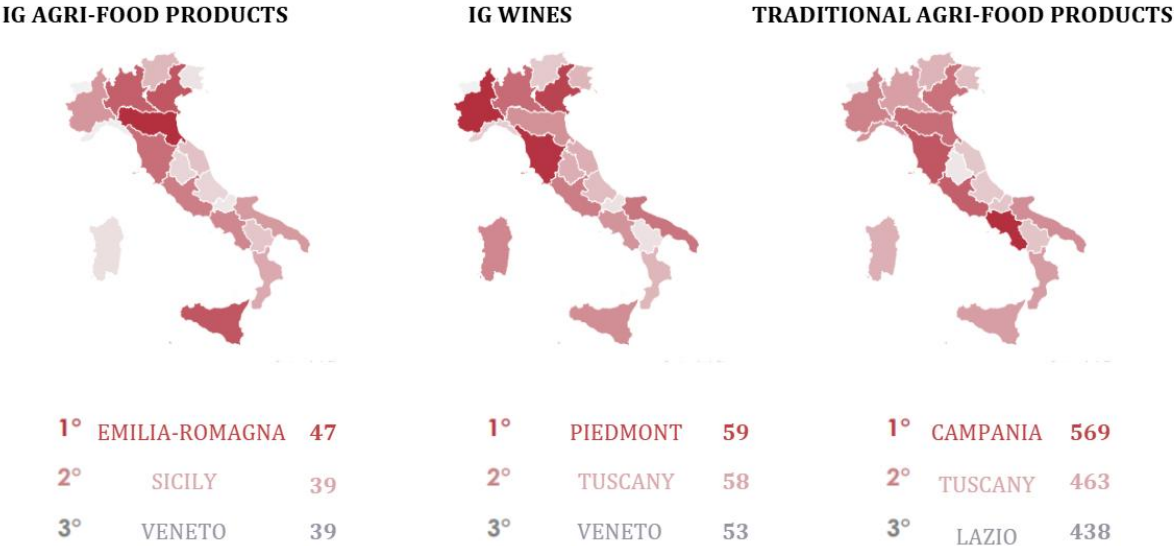 IG AGRI-FOOD PRODUCTS
IG WINES
TRADITIONAL AGRI-FOOD PRODUCTS
1° EMILIA-ROMAGNA 47
2° SICILY 39
3° VENETO 39
1° PIEDMONT 59
2° TUSCANY 58
3° VENETO 53
1° CAMPANIA 569
2° TUSCANY 463
3° LAZIO 438